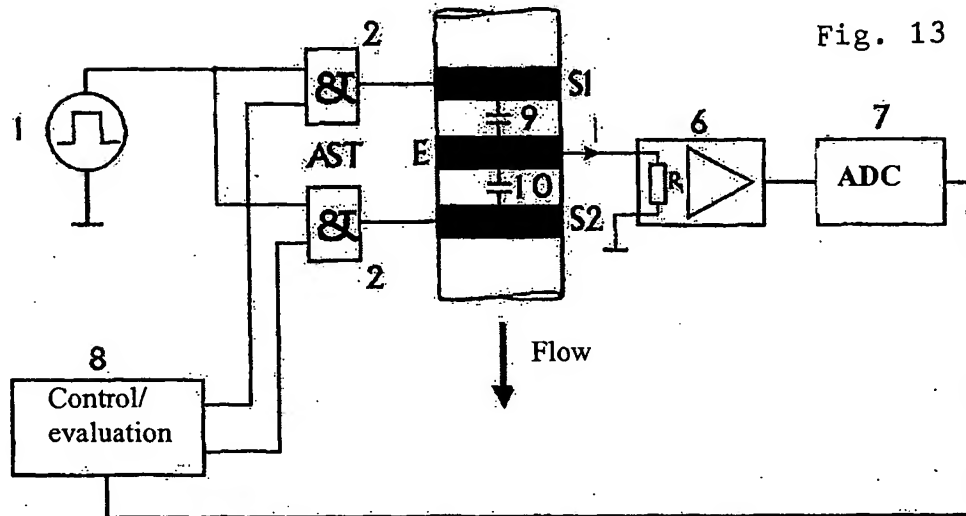 Fig. 13
2
&T
S1
1
9
i
6
7
AST
E
R
ADC
10
&T
S2
2
8
Flow
Control/
evaluation